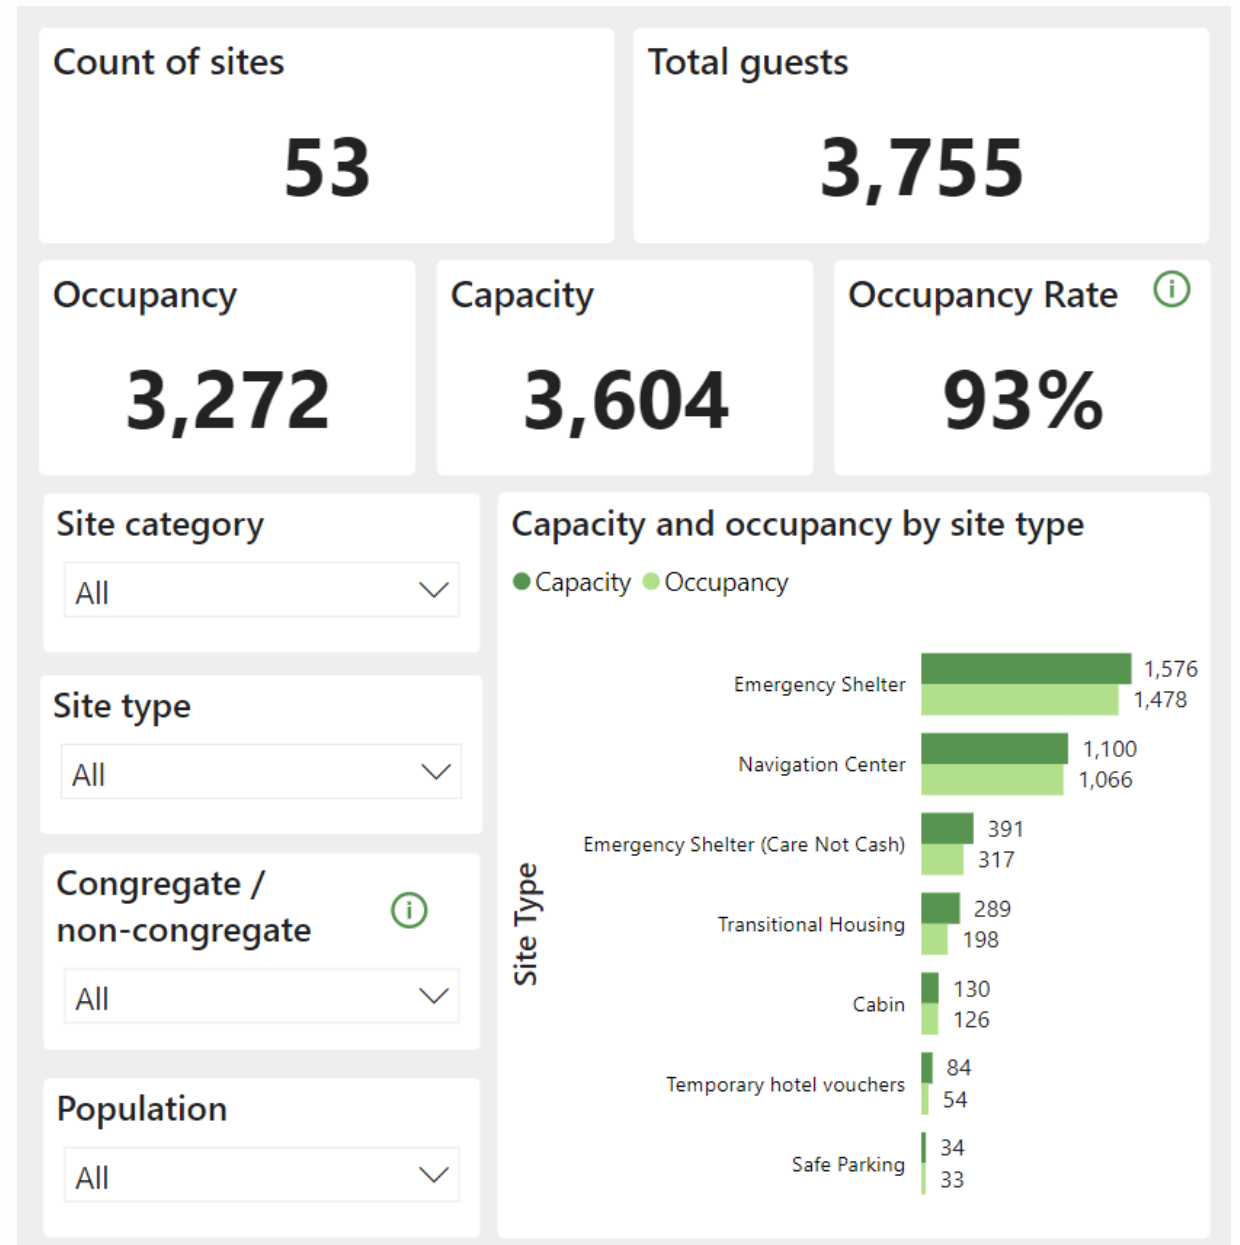 Count of sites
53
Total guests
3,755
Occupancy
3,272
Capacity
3,604
Occupancy Rate
93%
Site category
All
Site type
All
Congregate /
non-congregate
All
Population
All
Capacity and occupancy by site type
Capacity Occupancy
Site Type
Emergency Shelter
1,576
1,478
Navigation Center
1,100
1,066
Emergency Shelter (Care Not Cash)
391
317
Transitional Housing
289
198
Cabin
130
126
Temporary hotel vouchers
84
54
Safe Parking
34
33